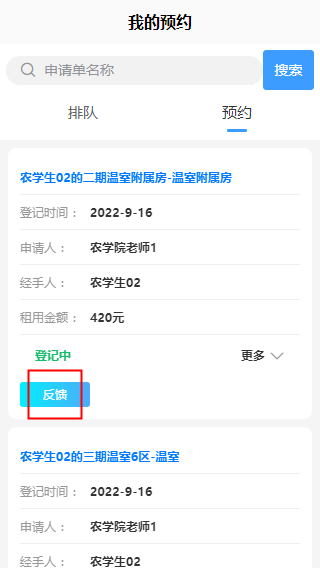 我的预约
申请单名称 搜索
排队 预约
农学生02的二期温室附属房-温室附属房
登记时间： 2022-9-16
申请人： 农学院老师1
经手人： 农学生02
租用金额： 420元
登记中 更多
反馈
农学生02的三期温室6区-温室
登记时间： 2022-9-16
申请人： 农学院老师1
经手人： 农学生02